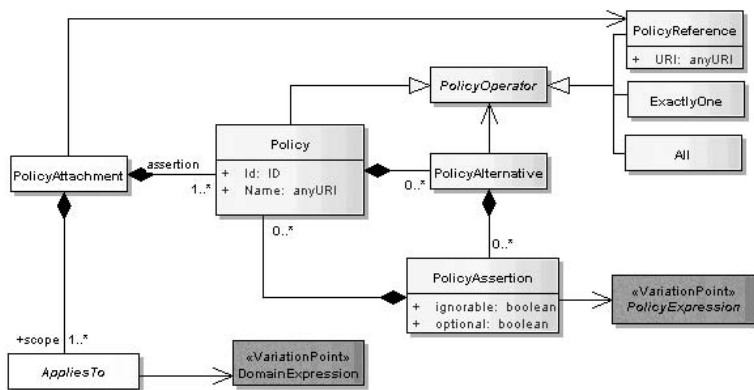 PolicyReference
+ URI: anyURI
PolicyOperator
ExactlyOne
All
Policy
+ Id: ID
+ Name: anyURI
assertion
1..*
PolicyAttachment
0..*
PolicyAlternative
0..*
0..*
PolicyAssertion
+ ignorable: boolean
+ optional: boolean
«VariationPoint»
PolicyExpression
+scope 1..*
AppliesTo
«VariationPoint»
DomainExpression